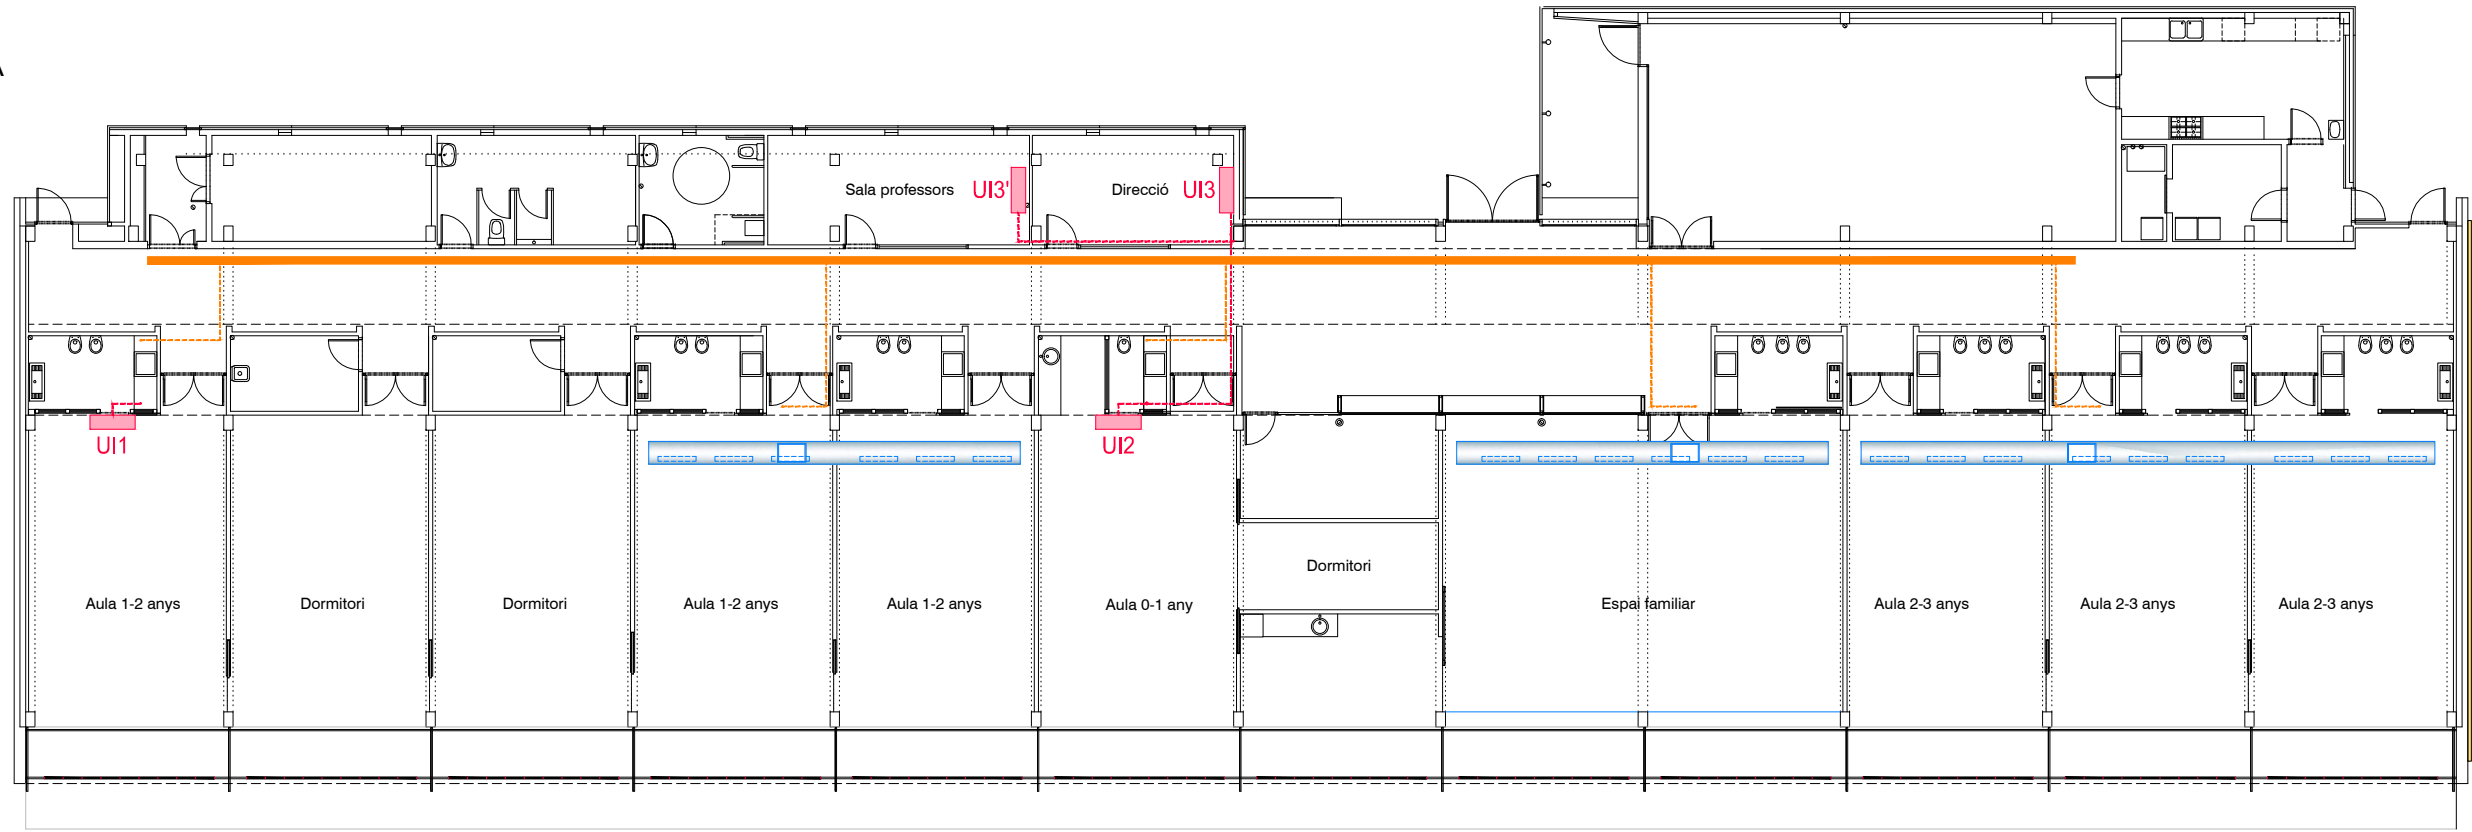 A
Sala professors
UI3'
Direcció
UI3
UI1
UI2
Dormitori
Aula 1-2 anys
Dormitori
Dormitori
Aula 1-2 anys
Aula 1-2 anys
Aula 0-1 any
Espai familiar
Aula 2-3 anys
Aula 2-3 anys
Aula 2-3 anys